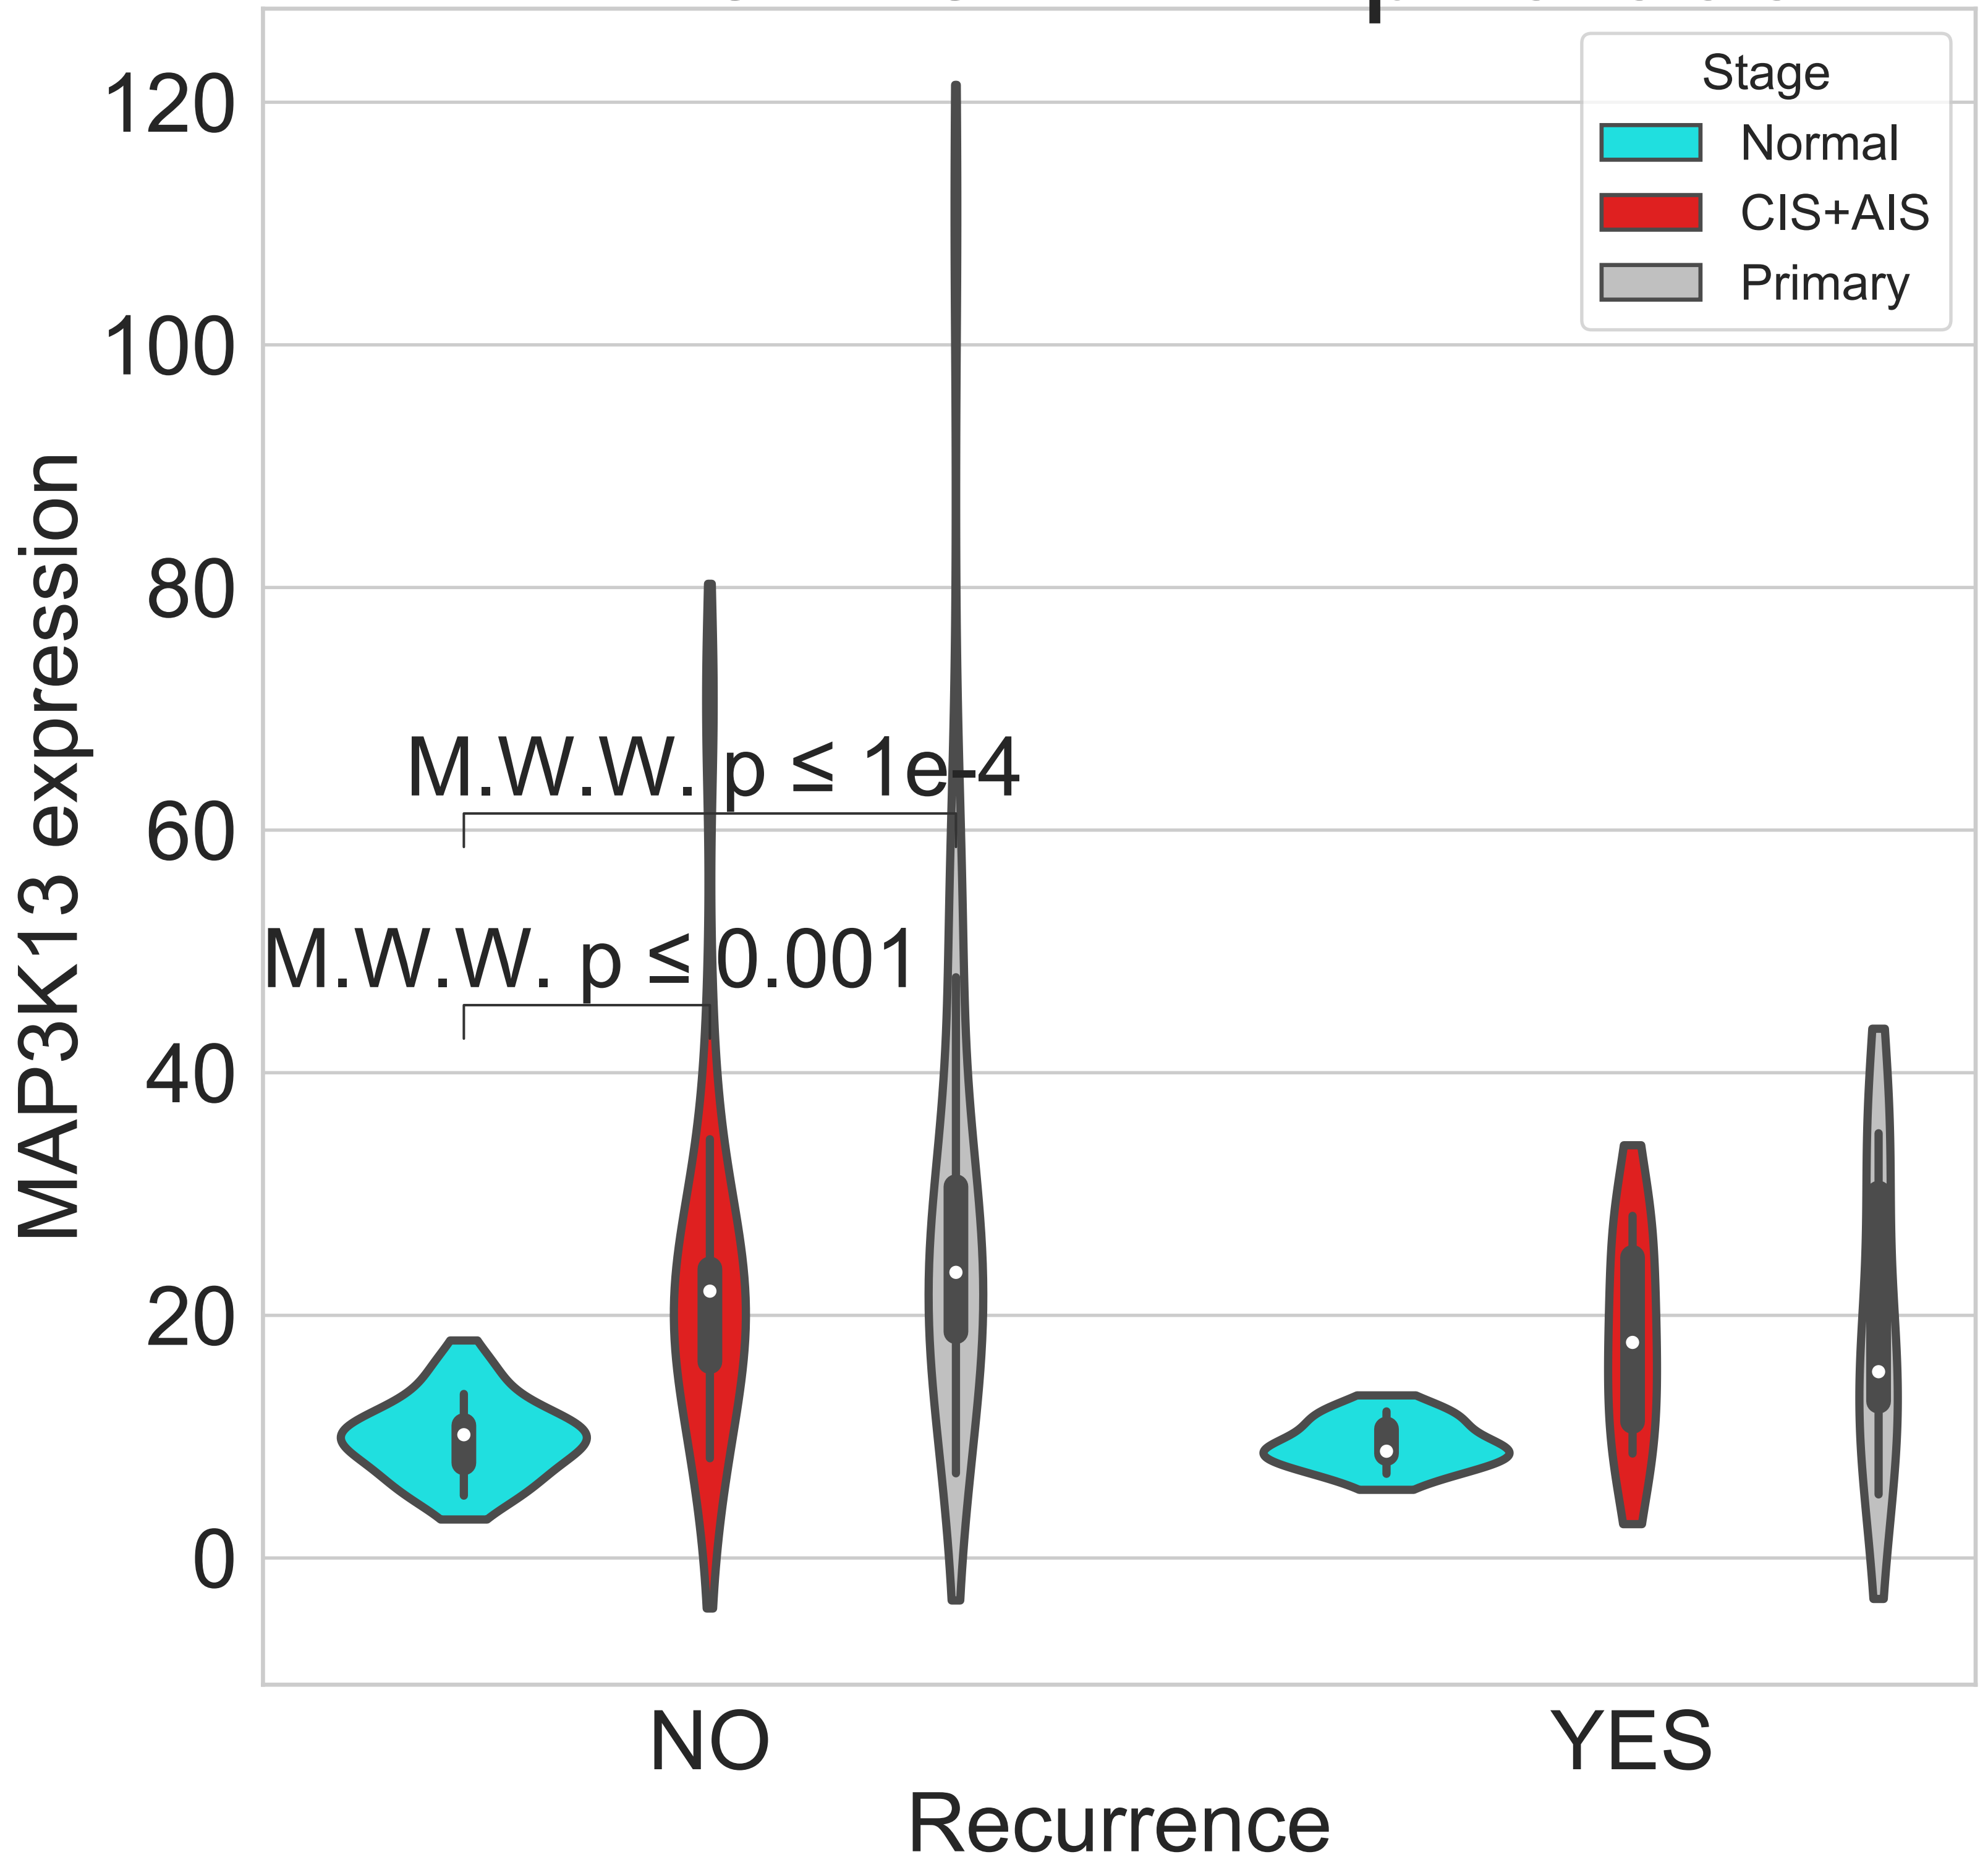 120
100
80
60
40
20
0
MAP3K13 expression
Stage
Normal
CIS+AIS
Primary
M.W.W. p ≤ 1e-4
M.W.W. p ≤ 0.001
NO
YES
Recurrence